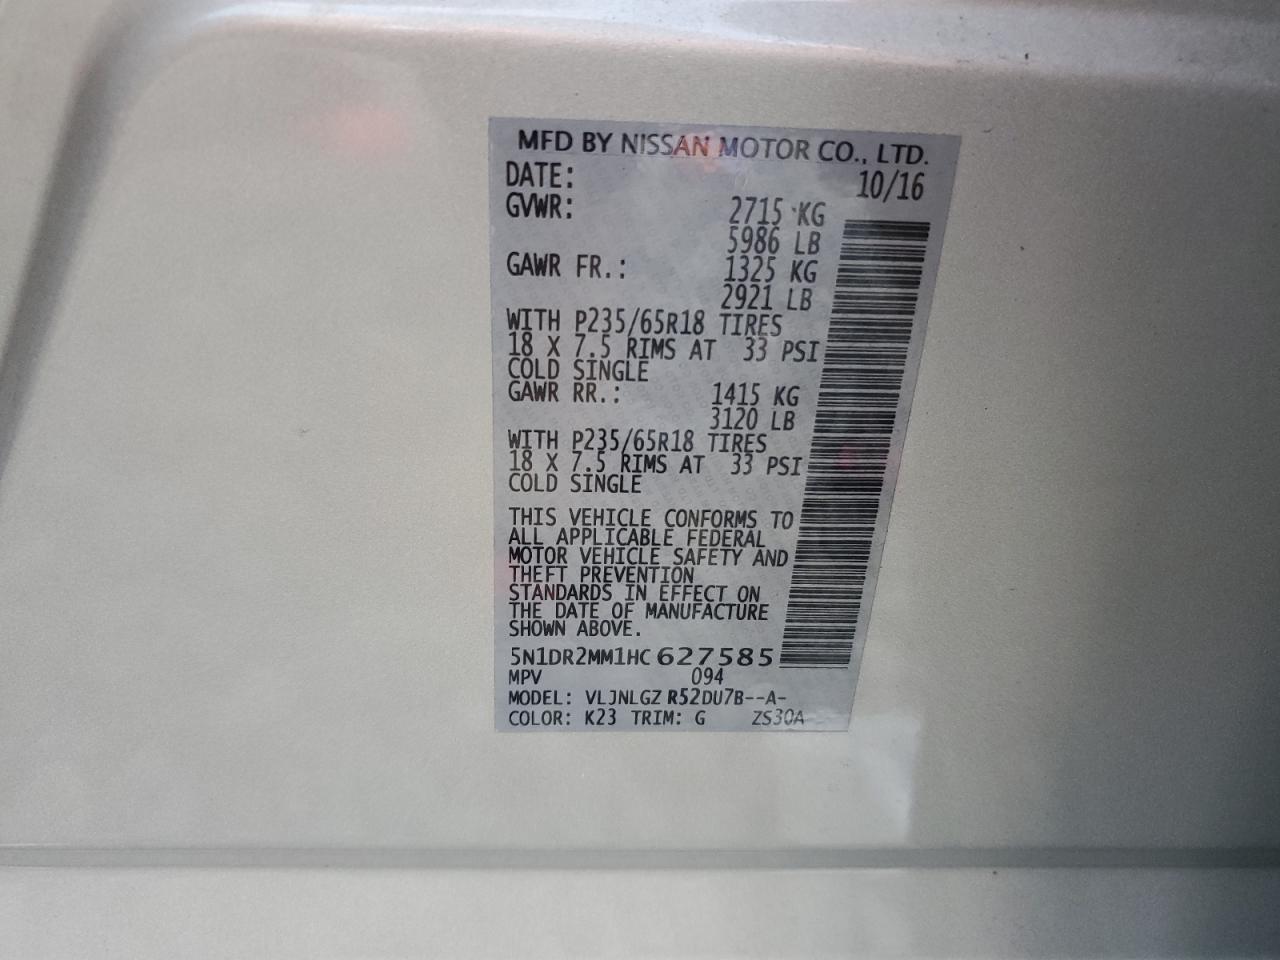 MFD BY NISSAN MOTOR CO., LTD.
DATE: 10/16
GVWR: 2715 KG
5986 LB
GAWR FR.: 1325 KG
2921 LB
WITH P235/65R18 TIRES
18 X 7.5 RIMS AT 33 PSI
COLD SINGLE
GAWR RR.: 1415 KG
3120 LB
WITH P235/65R18 TIRES
18 X 7.5 RIMS AT 33 PSI
COLD SINGLE
THIS VEHICLE CONFORMS TO
ALL APPLICABLE FEDERAL
MOTOR VEHICLE SAFETY AND
THEFT PREVENTION
STANDARDS IN EFFECT ON
THE DATE OF MANUFACTURE
SHOWN ABOVE.
5N1DR2MM1HC 627585
MPV 094
MODEL: VLJNLGZ R52DU7B--A-
COLOR: K23 TRIM: G ZS30A